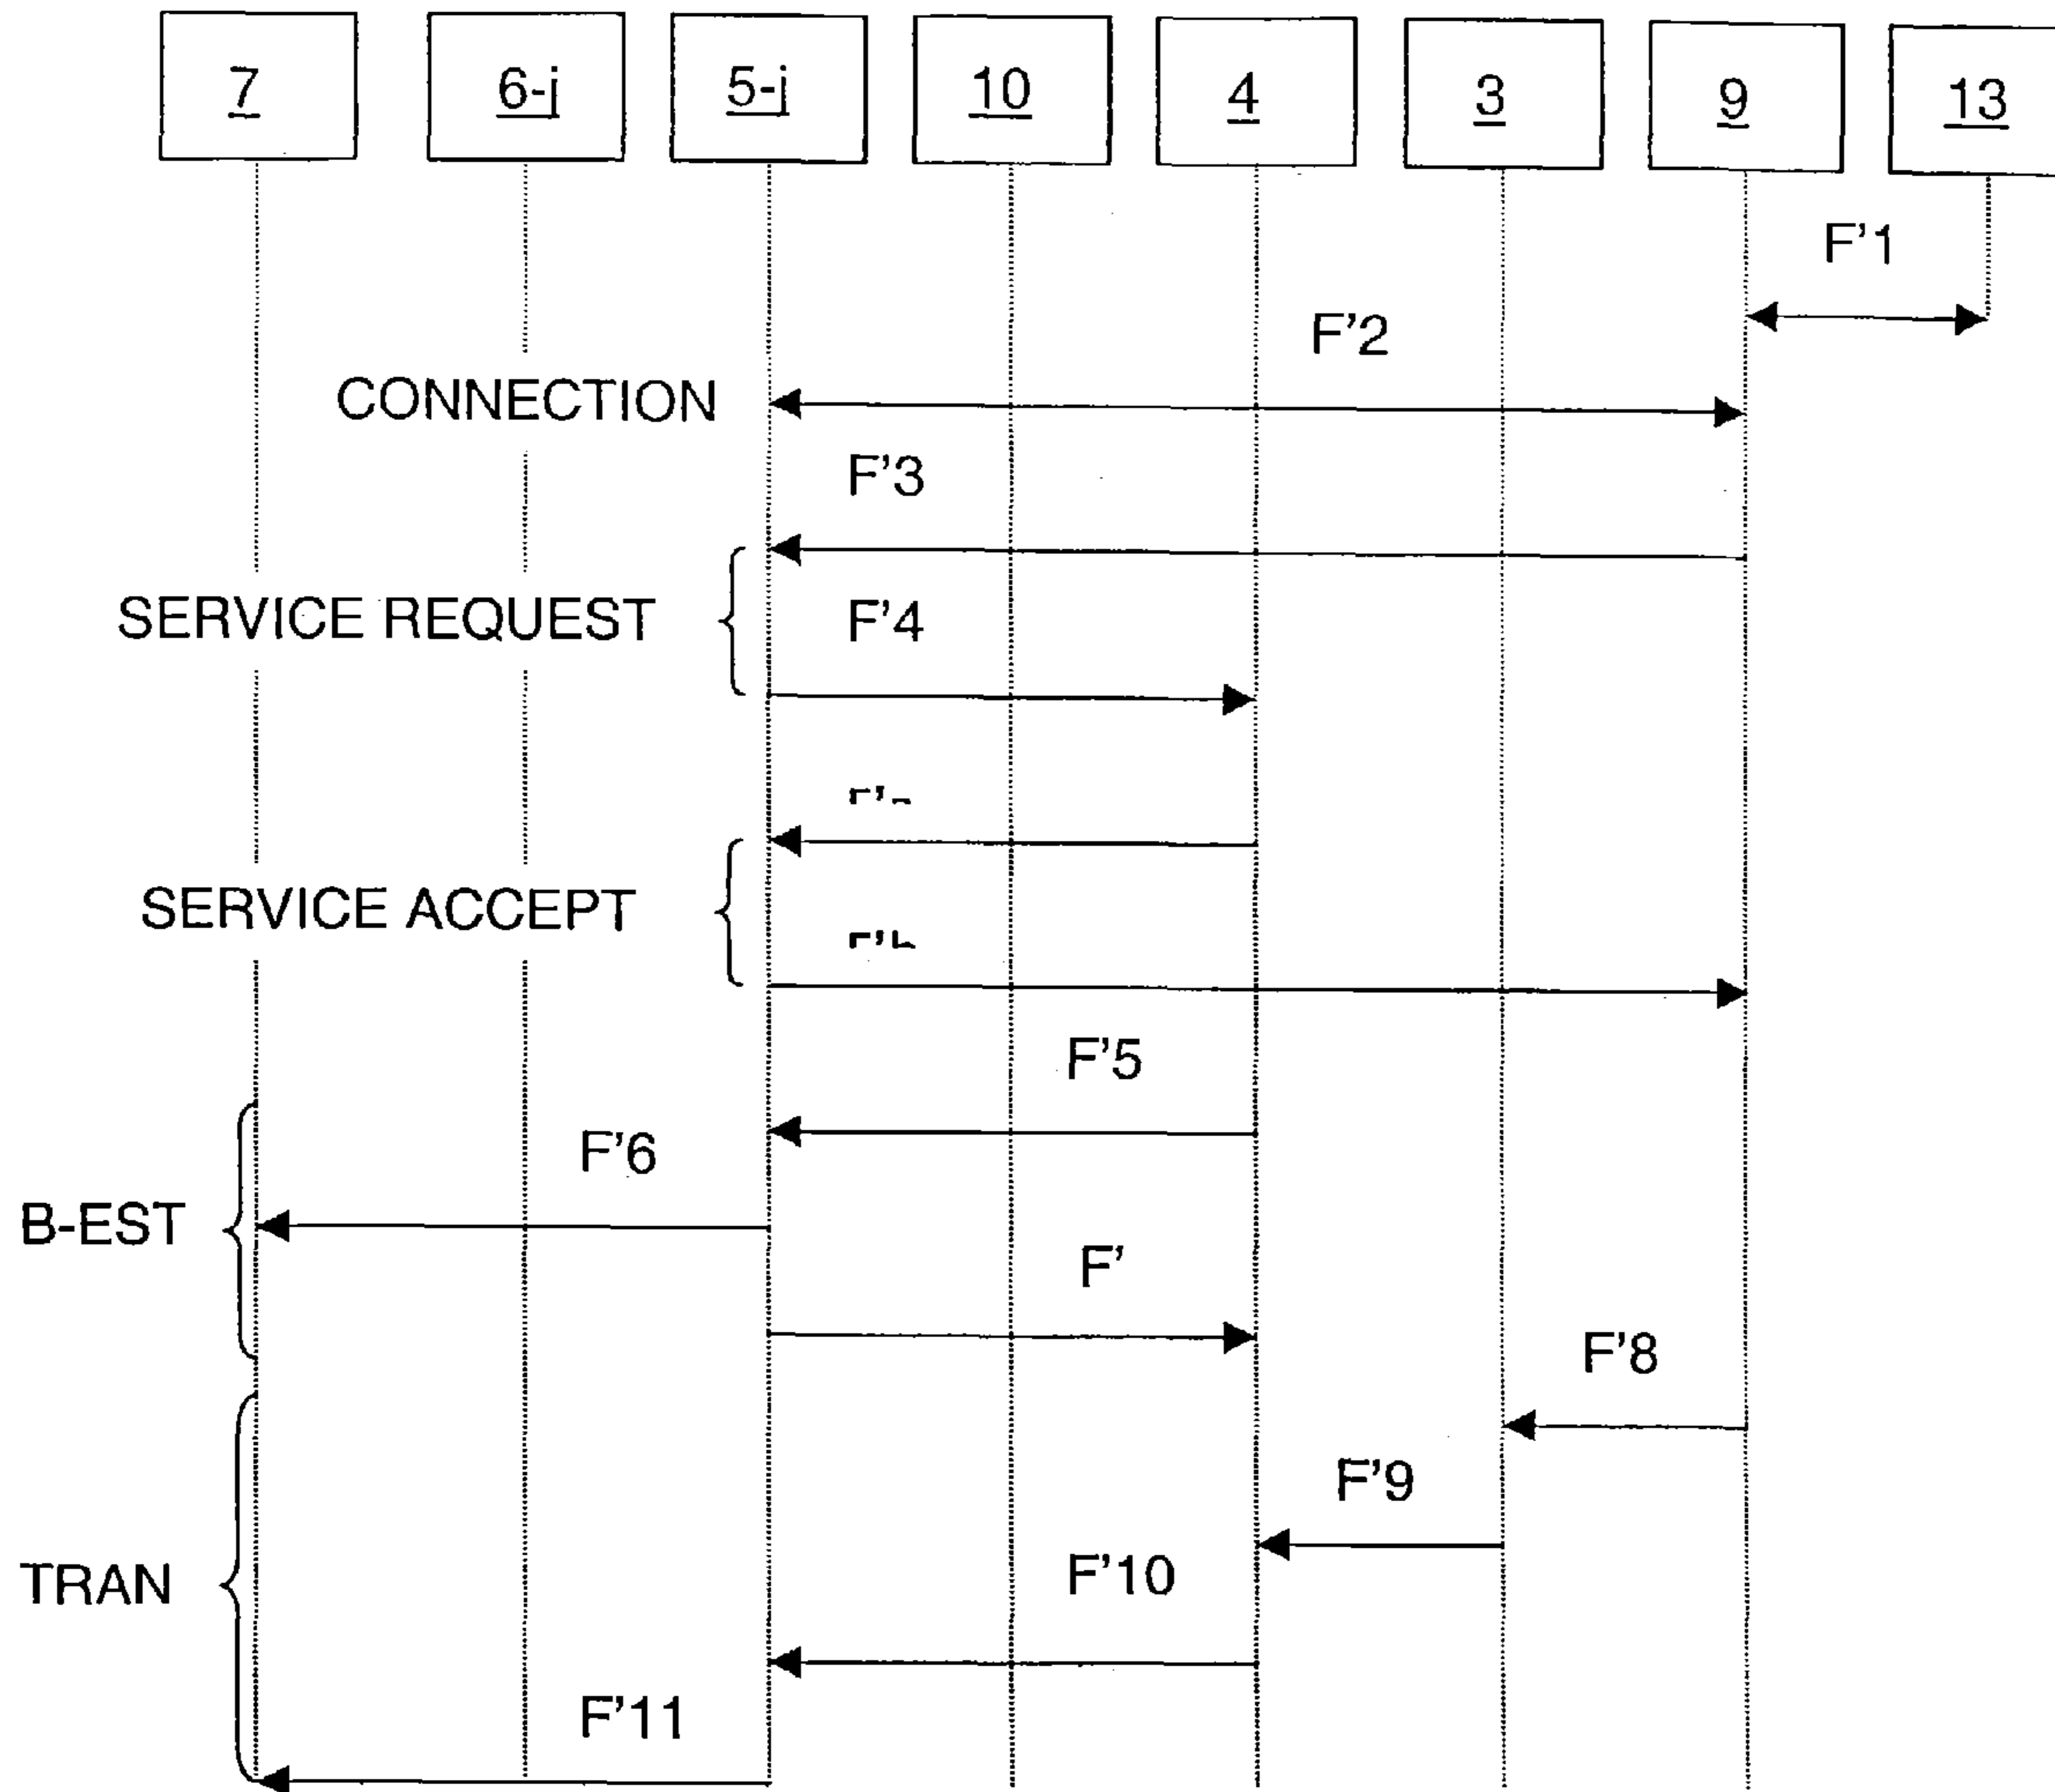 7 6-j 5-j 10 4 3 9 13
F'1
F'2
CONNECTION
F'3
SERVICE REQUEST
F'4
SERVICE ACCEPT
F'5
F'6
B-EST
F'
F'8
F'9
TRAN
F'10
F'11